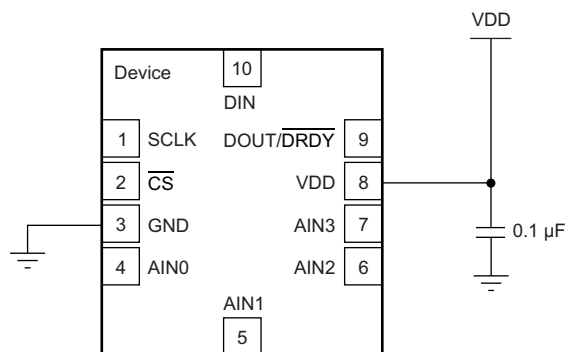 VDD
Device
10
DIN
1 SCLK DOUT/DRDY 9
2 CS VDD 8
3 GND AIN3 7
0.1 µF
4 AIN0 AIN2 6
AIN1
5